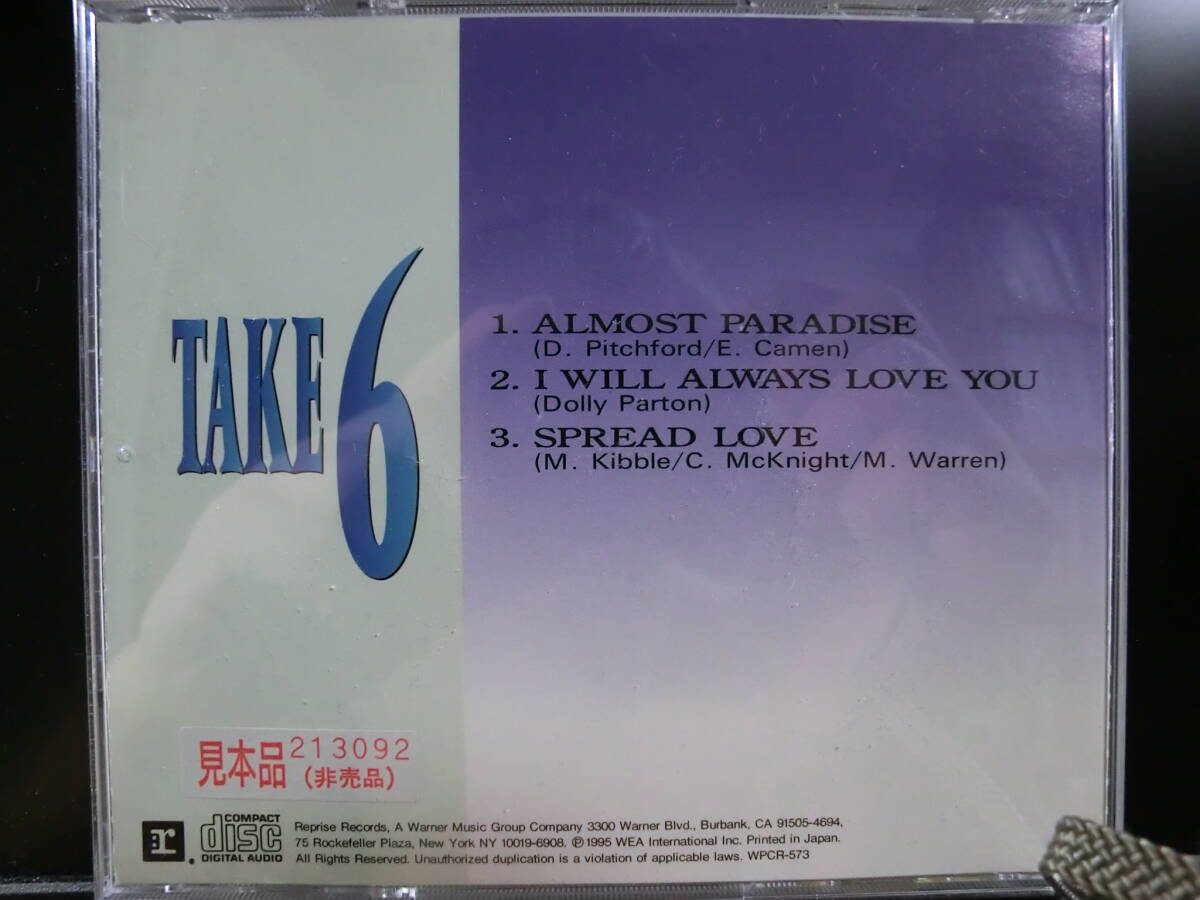 TAKE 6
1. ALMOST PARADISE
(D. Pitchford/E. Camen)
2. I WILL ALWAYS LOVE YOU
(Dolly Parton)
3. SPREAD LOVE
(M. Kibble/C. McKnight/M. Warren)
見本品 213092
(非売品)
r
COMPACT
disc
DIGITAL AUDIO
Reprise Records, A Warner Music Group Company 3300 Warner Blvd., Burbank, CA 91505-4694,
75 Rockefeller Plaza, New York NY 10019-6908. Ⓟ1995 WEA International Inc. Printed in Japan.
All Rights Reserved. Unauthorized duplication is a violation of applicable laws. WPCR-573